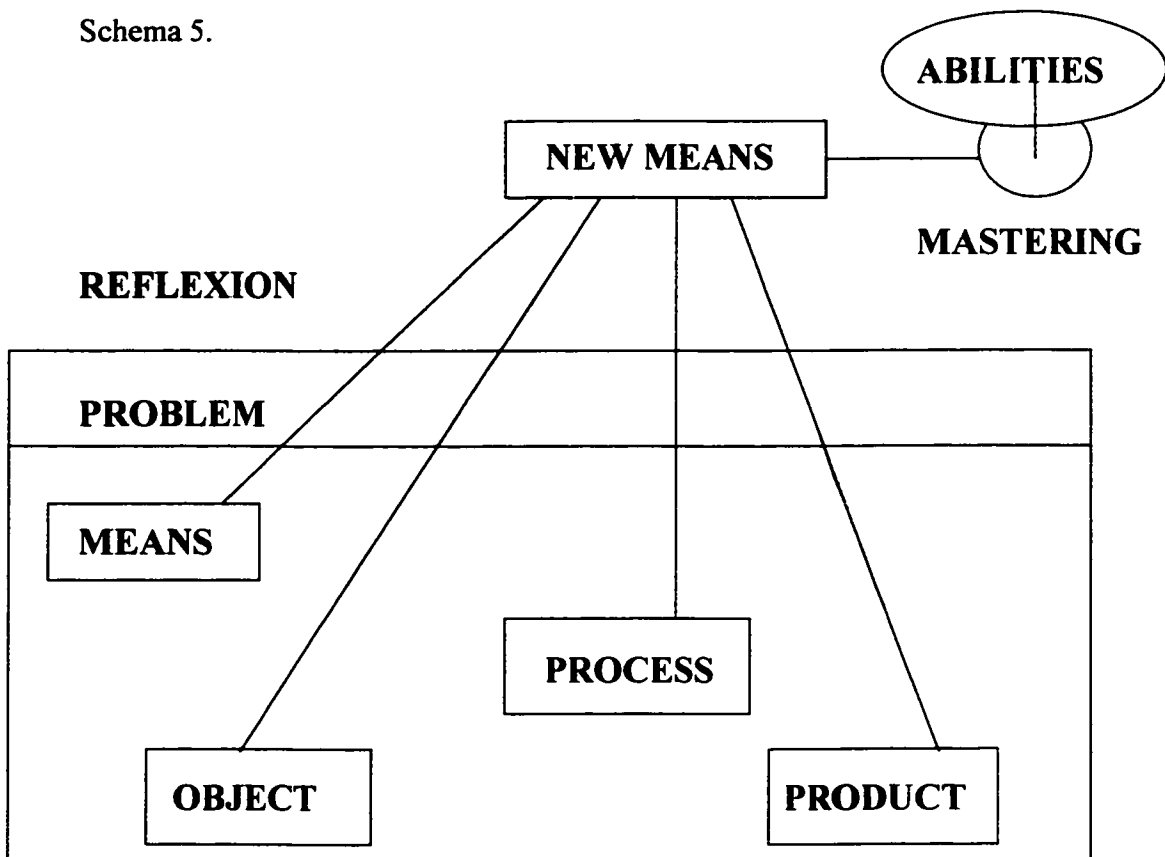 Schema 5.
ABILITIES
NEW MEANS
MASTERING
REFLEXION
PROBLEM
MEANS
PROCESS
OBJECT
PRODUCT